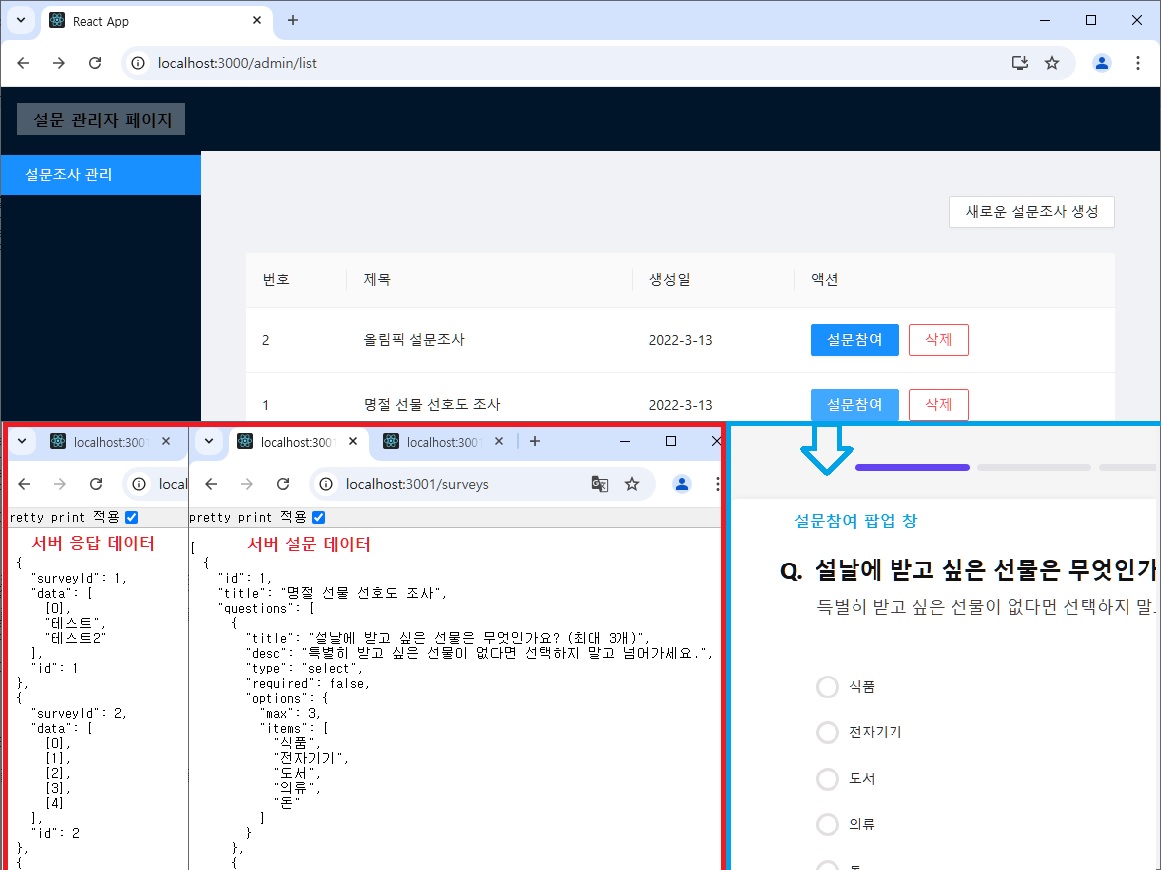 React App
localhost:3000/admin/list
설문 관리자 페이지
설문조사 관리
새로운 설문조사 생성
번호 제목 생성일 액션
2 올림픽 설문조사 2022-3-13 설문참여 삭제
1 명절 선물 선호도 조사 2022-3-13 설문참여 삭제
localhost:300
local
retty print 적용
서버 응답 데이터
{
"surveyId": 1,
"data": [
[0],
"테스트",
"테스트2"
],
"id": 1
},
{
"surveyId": 2,
"data": [
[0],
[1],
[2],
[3],
[4]
],
"id": 2
},
{
localhost:300 localhost:300
localhost:3001/surveys
pretty print 적용
서버 설문 데이터
[
{
"id": 1,
"title": "명절 선물 선호도 조사",
"questions": [
{
"title": "설날에 받고 싶은 선물은 무엇인가요? (최대 3개)",
"desc": "특별히 받고 싶은 선물이 없다면 선택하지 말고 넘어가세요.",
"type": "select",
"required": false,
"options": {
"max": 3,
"items": [
"식품",
"전자기기",
"도서",
"의류",
"돈"
]
}
},
{
설문참여 팝업 창
Q. 설날에 받고 싶은 선물은 무엇인가
특별히 받고 싶은 선물이 없다면 선택하지 말
식품
전자기기
도서
의류